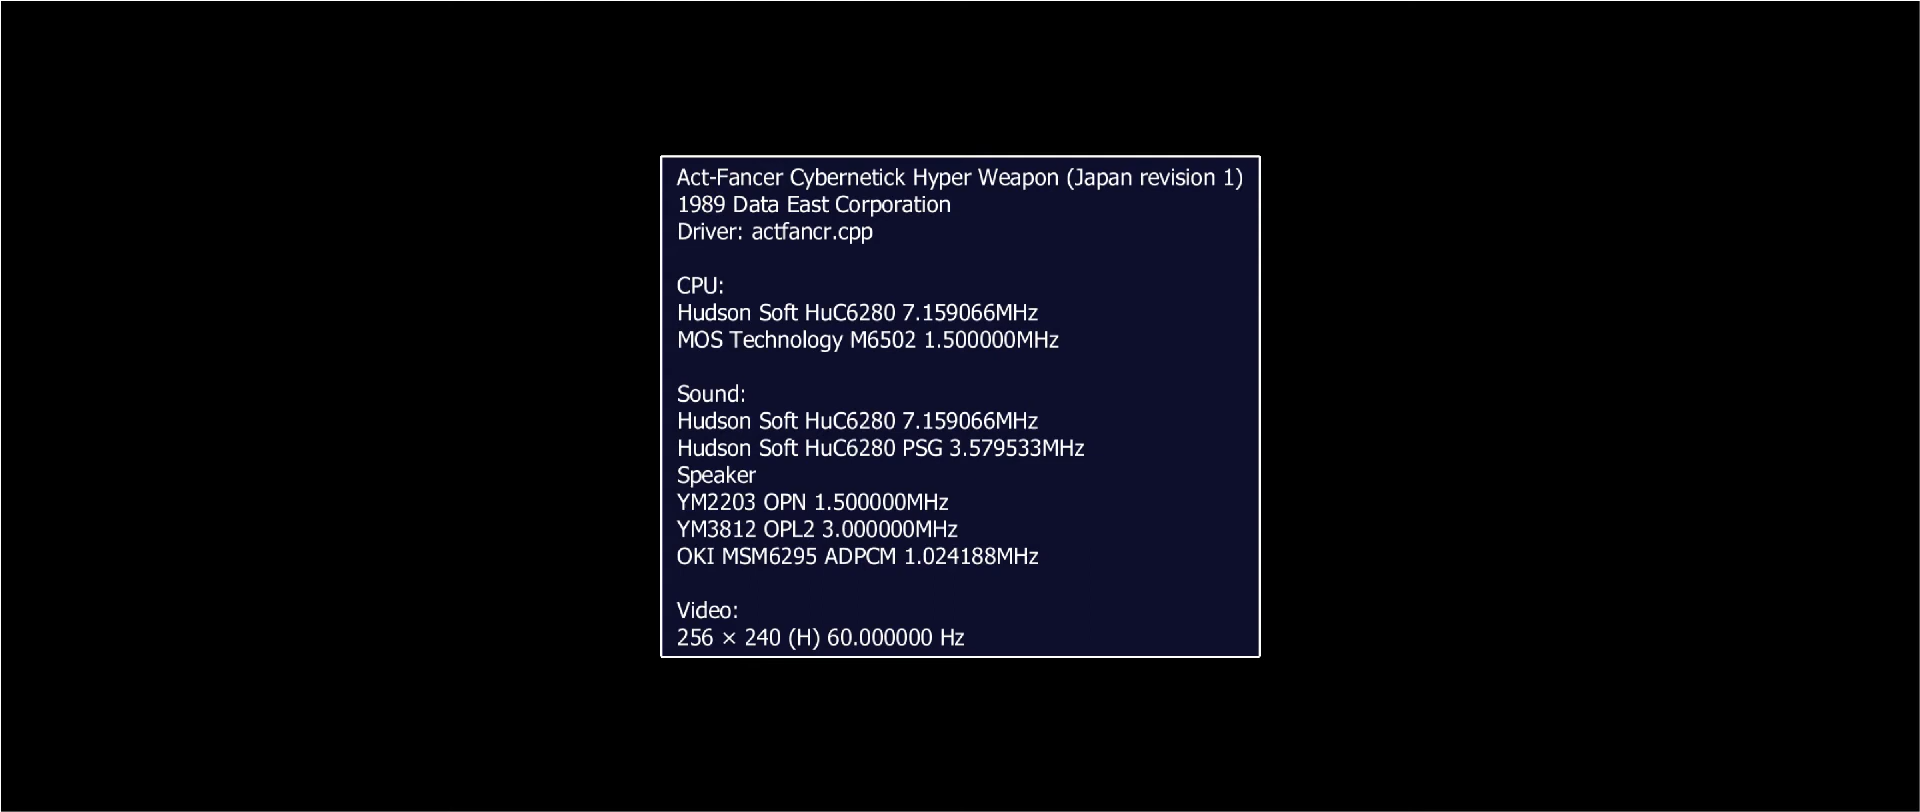 Act-Fancer Cybernetick Hyper Weapon (Japan revision 1)
1989 Data East Corporation
Driver: actfancr.cpp
CPU:
Hudson Soft HuC6280 7.159066MHz
MOS Technology M6502 1.500000MHz
Sound:
Hudson Soft HuC6280 7.159066MHz
Hudson Soft HuC6280 PSG 3.579533MHz
Speaker
YM2203 OPN 1.500000MHz
YM3812 OPL2 3.000000MHz
OKI MSM6295 ADPCM 1.024188MHz
Video:
256 × 240 (H) 60.000000 Hz